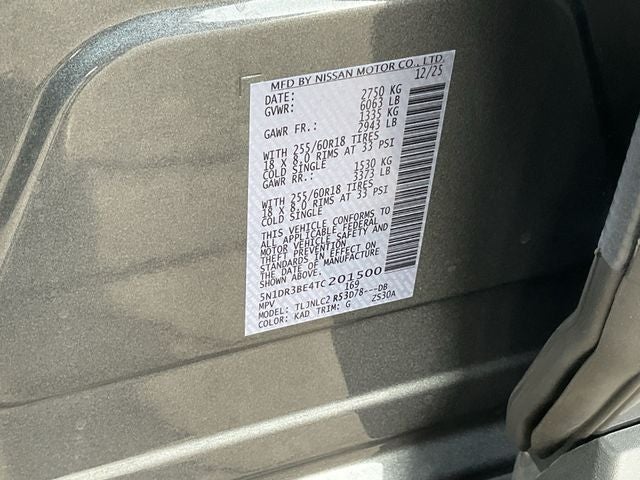 MFD BY NISSAN MOTOR CO., LTD.
DATE: 12/25
GVWR: 2750 KG
6063 LB
GAWR FR.: 1335 KG
2943 LB
WITH 255/60R18 TIRES
18 X 8.0 RIMS AT 33 PSI
COLD SINGLE
GAWR RR.: 1530 KG
3373 LB
WITH 255/60R18 TIRES
18 X 8.0 RIMS AT 33 PSI
COLD SINGLE
THIS VEHICLE CONFORMS TO
ALL APPLICABLE FEDERAL
MOTOR VEHICLE SAFETY AND
THEFT PREVENTION
STANDARDS IN EFFECT ON
THE DATE OF MANUFACTURE
SHOWN ABOVE.
5N1DR3BE4TC201500
MPV 169
MODEL: TLJNLC2 R53D78---DB
COLOR: KAD TRIM: G ZS30A